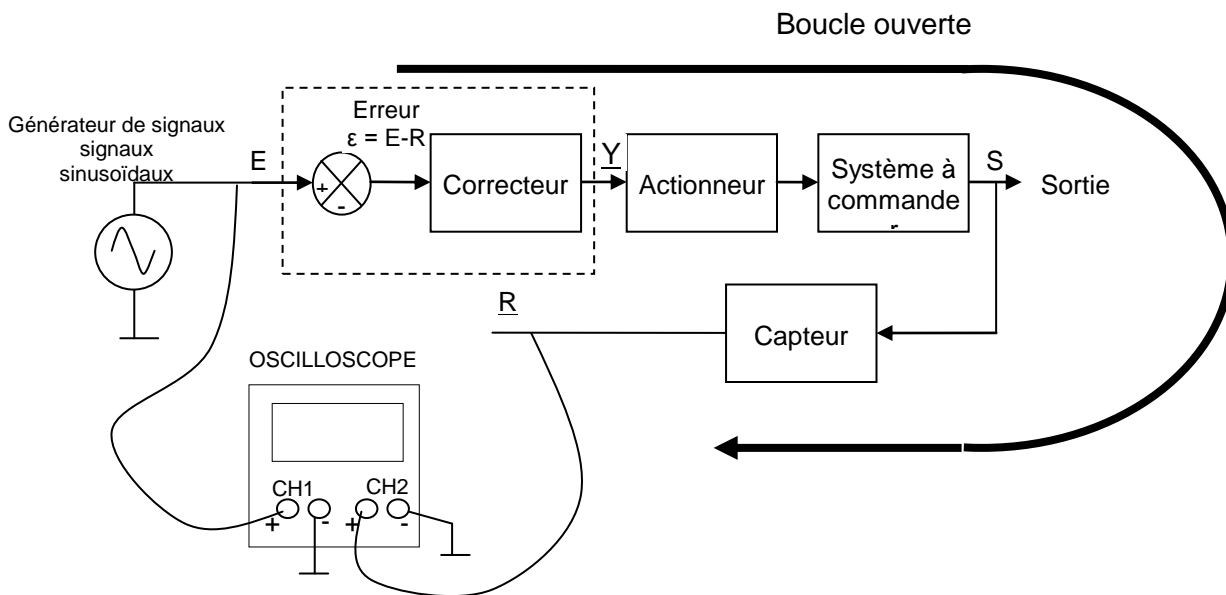 Boucle ouverte
Générateur de signaux
signaux
sinusoïdaux
E
Erreur
ε = E-R
+
-
Correcteur
Y
Actionneur
Système à
commande
S
Sortie
R
Capteur
OSCILLOSCOPE
CH1
CH2
+
-
+
-